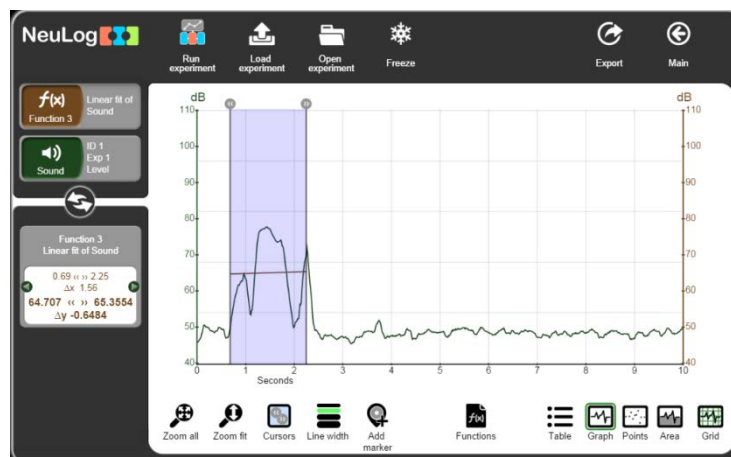 NeuLog
Run experiment
Load experiment
Open experiment
Freeze
Export
Main
f(x)
Function 3
Linear fit of Sound
Sound
ID 1
Exp 1
Level
Function 3
Linear fit of Sound
0.69 ‹‹ ›› 2.25
Δx 1.56
64.707 ‹‹ ›› 65.3554
Δy -0.6484
dB
110
100
90
80
70
60
50
40
dB
110
100
90
80
70
60
50
40
0 1 2 3 4 5 6 7 8 9 10
Seconds
f(x)
Zoom all
Zoom fit
Cursors
Line width
Add marker
Functions
Table
Graph
Points
Area
Grid